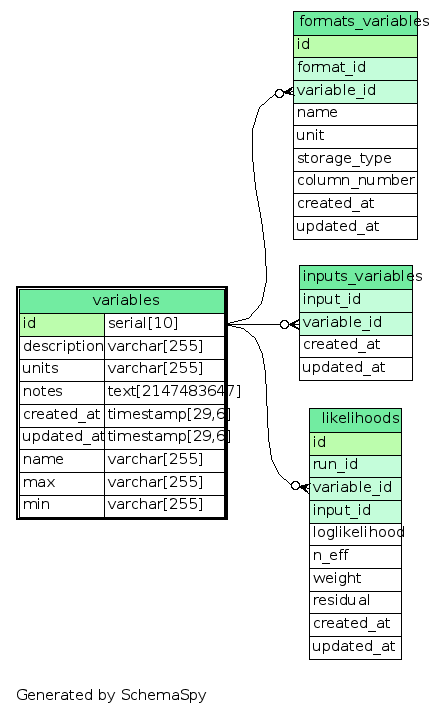 formats_variables
id
format_id
variable_id
name
unit
storage_type
column_number
created_at
updated_at
inputs_variables
input_id
variable_id
created_at
updated_at
variables
id serial[10]
description varchar[255]
units varchar[255]
notes text[2147483647]
created_at timestamp[29,6]
updated_at timestamp[29,6]
name varchar[255]
max varchar[255]
min varchar[255]
likelihoods
id
run_id
variable_id
input_id
loglikelihood
n_eff
weight
residual
created_at
updated_at
Generated by SchemaSpy